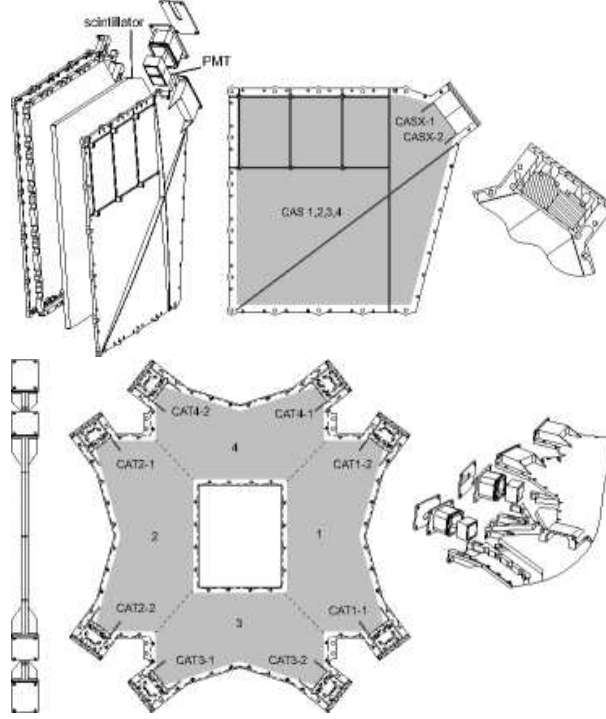 scintillator
PMT
CASX-1
CASX-2
CAS 1,2,3,4
CAT4-2
CAT4-1
CAT2-1
4
CAT1-2
2
1
CAT2-2
3
CAT1-1
CAT3-1
CAT3-2